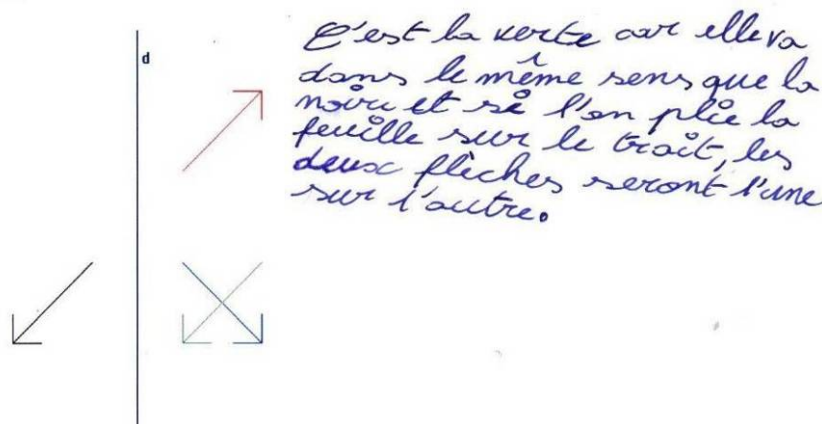 d
C'est la verte car elle va
dans le même sens que la
noire et si l'on plie la
feuille sur le trait, les
deux flèches seront l'une
sur l'autre.